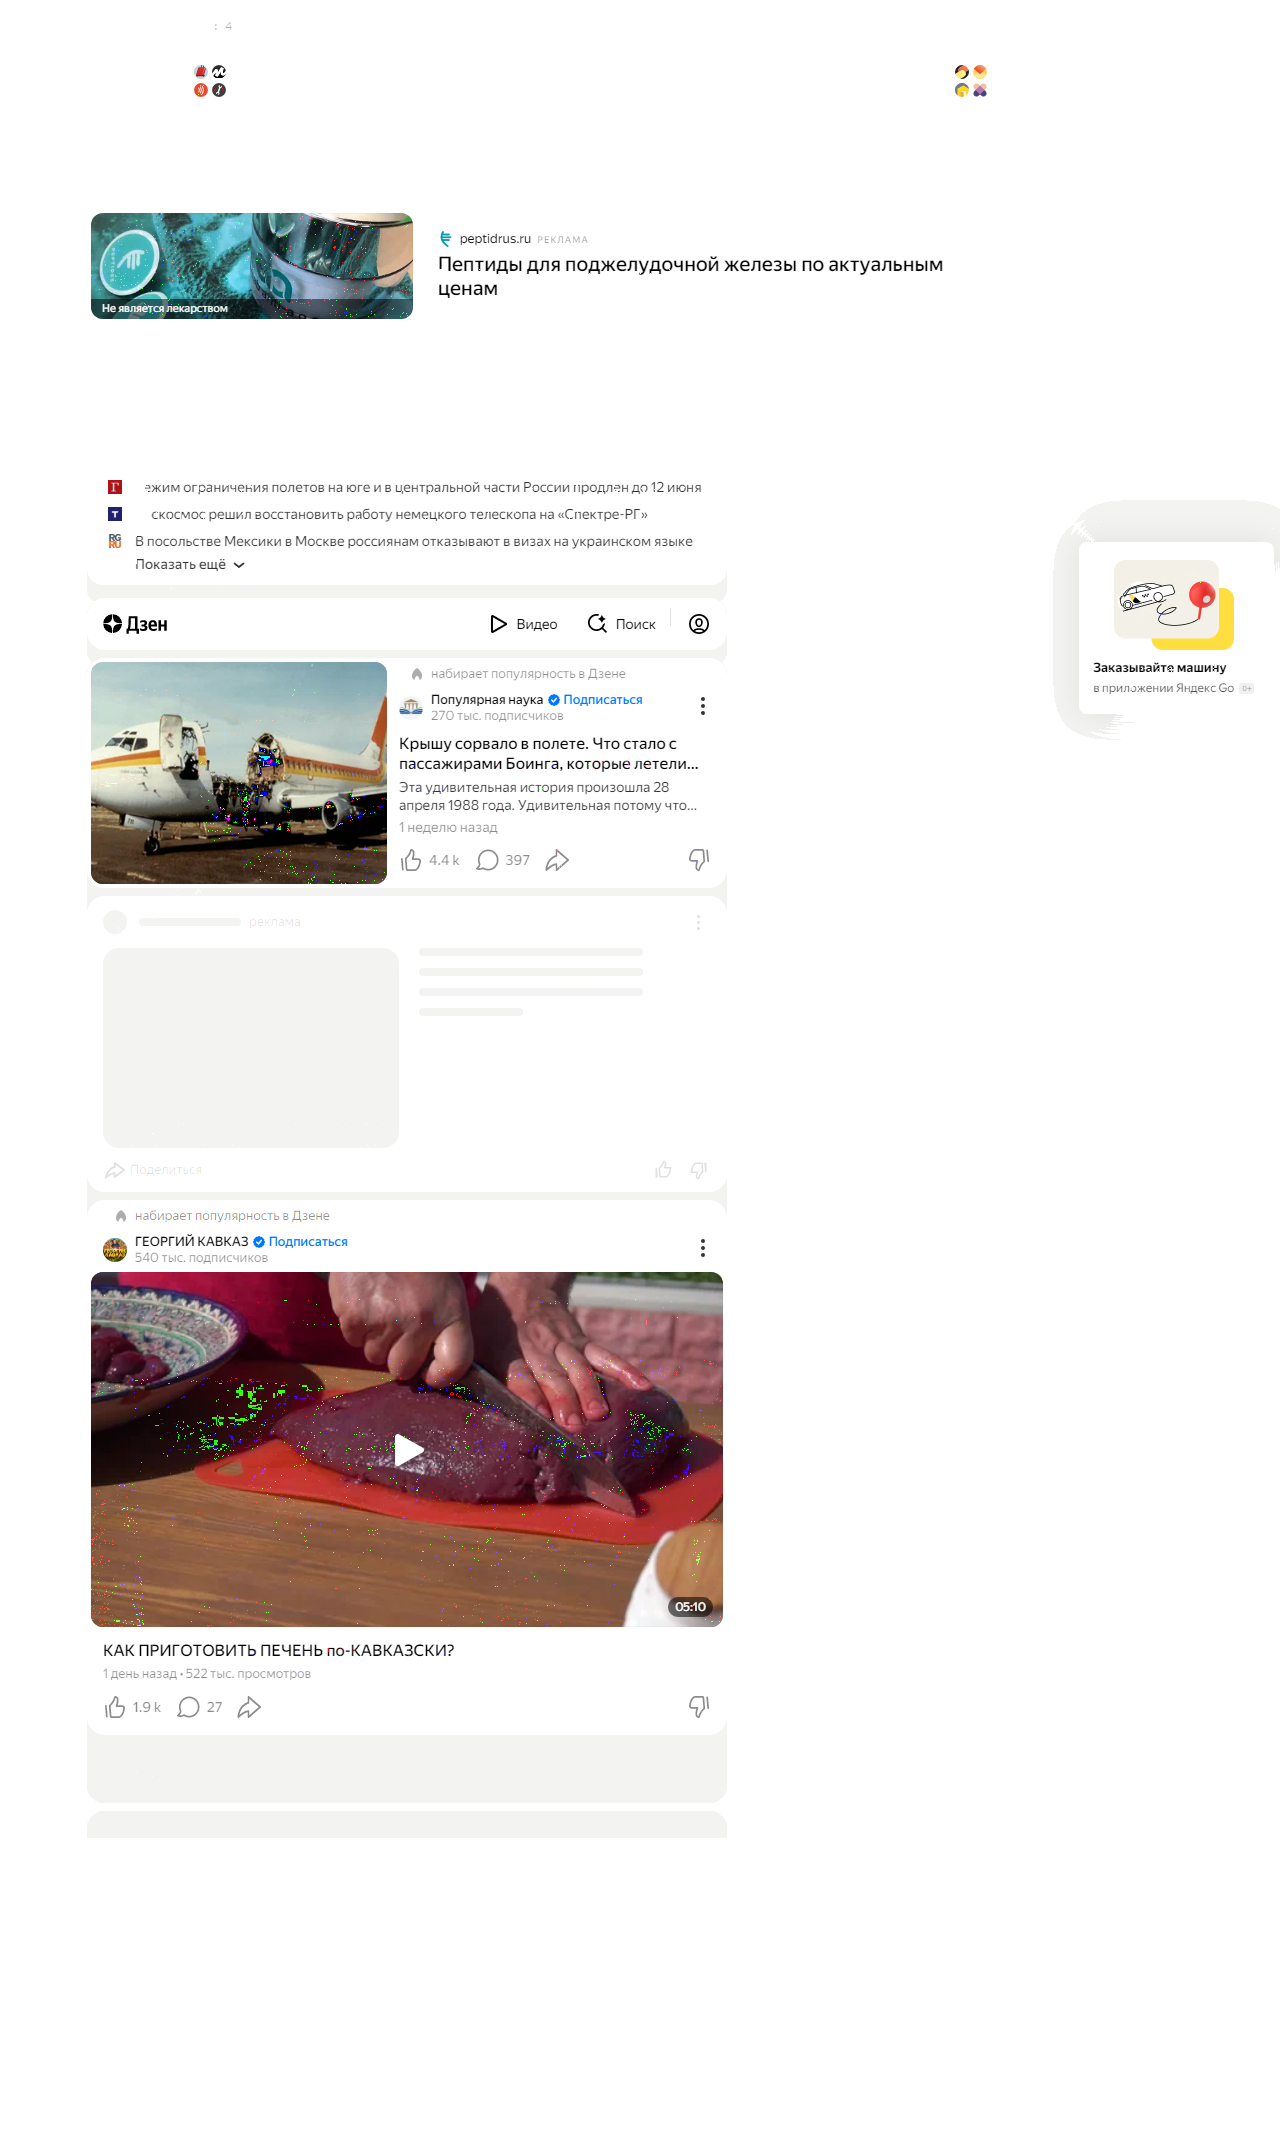 : 4
peptidrus.ru РЕКЛАМА
Пептиды для поджелудочной железы по актуальным
ценам
Не является лекарством
ограничения полетов на юге и в центральной части России продлен до 12 июня
решил восстановить работу немецкого телескопа на «Спектре-РГ»
В посольстве Мексики в Москве россиянам отказывают в визах на украинском языке
Показать ещё
Дзен
Видео
Поиск
Заказывайте машину
в приложении Яндекс Go 0+
набирает популярность в Дзене
Популярная наука Подписаться
270 тыс. подписчиков
Крышу сорвало в полете. Что стало с
пассажирами Боинга, которые летели...
Эта удивительная история произошла 28
апреля 1988 года. Удивительная потому что...
1 неделю назад
4.4 k 397
реклама
Поделиться
набирает популярность в Дзене
ГЕОРГИЙ КАВКАЗ Подписаться
540 тыс. подписчиков
05:10
КАК ПРИГОТОВИТЬ ПЕЧЕНЬ по-КАВКАЗСКИ?
1 день назад • 522 тыс. просмотров
1.9 k 27